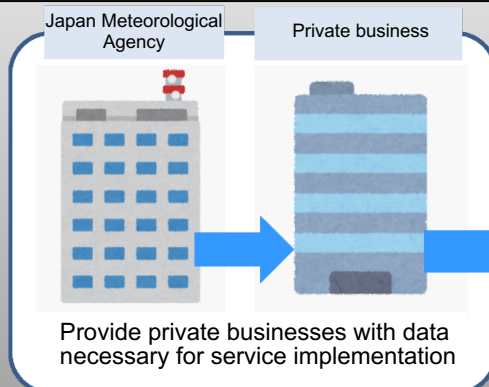 Japan Meteorological
Agency
Private business
Provide private businesses with data
necessary for service implementation